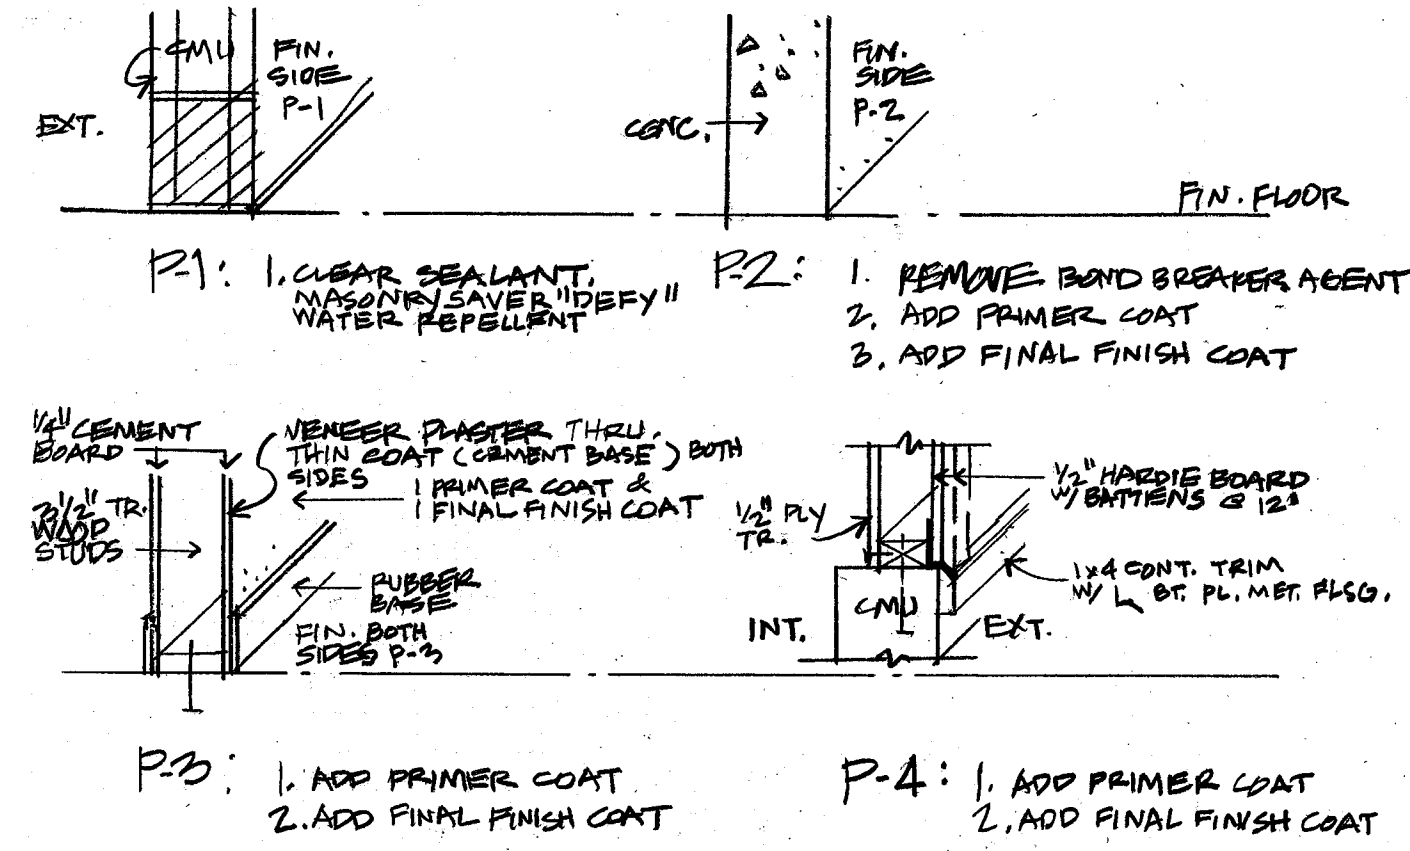 CMU
FIN.
SIDE
P-1
EXT.
FIN.
SIDE
P-2
CONC.
FIN. FLOOR
P-1: 1. CLEAR SEALANT.
MASONRY SAVER "DEFY"
WATER REPELLENT
P-2: 1. REMOVE BOND BREAKER AGENT
2. ADD PRIMER COAT
3. ADD FINAL FINISH COAT
1/4" CEMENT
BOARD
VENEER PLASTER THRU.
THIN COAT (CEMENT BASE) BOTH
SIDES
1 PRIMER COAT &
1 FINAL FINISH COAT
3 1/2" TR.
WOOD
STUDS
RUBBER
BASE
FIN. BOTH
SIDES P-3
1/2" PLY
TR.
1/2" HARDIE BOARD
W/ BATTENS @ 12"
1x4 CONT. TRIM
W/ BT. PL. MET. FLSG.
CMU
INT.
EXT.
P-3: 1. ADD PRIMER COAT
2. ADD FINAL FINISH COAT
P-4: 1. ADD PRIMER COAT
2. ADD FINAL FINISH COAT